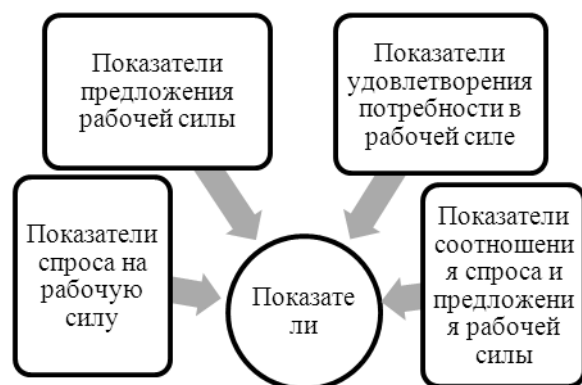 Показатели
предложения
рабочей силы
Показатели
удовлетворения
потребности в
рабочей силе
Показатели
спроса на
рабочую
силу
Показате
ли
Показатели
соотношени
я спроса и
предложени
я рабочей
силы